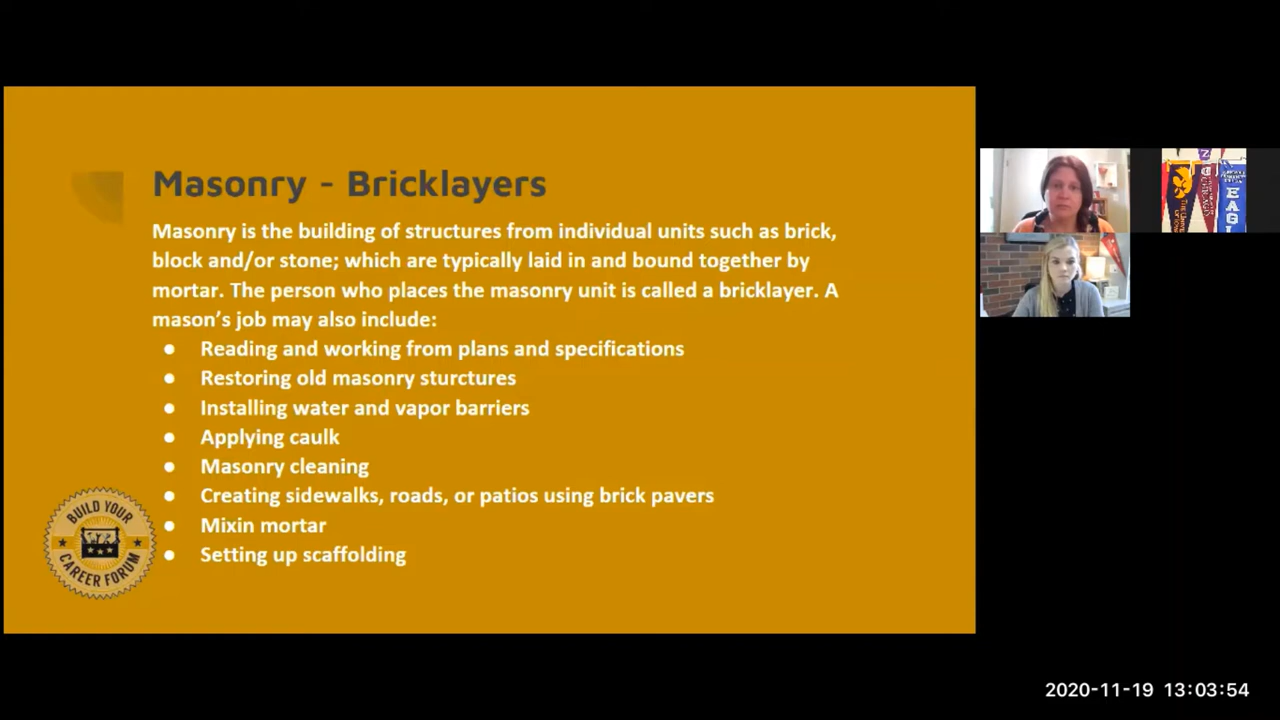 Masonry - Bricklayers
Masonry is the building of structures from individual units such as brick,
block and/or stone; which are typically laid in and bound together by
mortar. The person who places the masonry unit is called a bricklayer. A
mason’s job may also include:
● Reading and working from plans and specifications
● Restoring old masonry sturctures
● Installing water and vapor barriers
● Applying caulk
● Masonry cleaning
● Creating sidewalks, roads, or patios using brick pavers
● Mixin mortar
● Setting up scaffolding
BUILD YOUR
CAREER FORUM
EAGL
2020-11-19 13:03:54